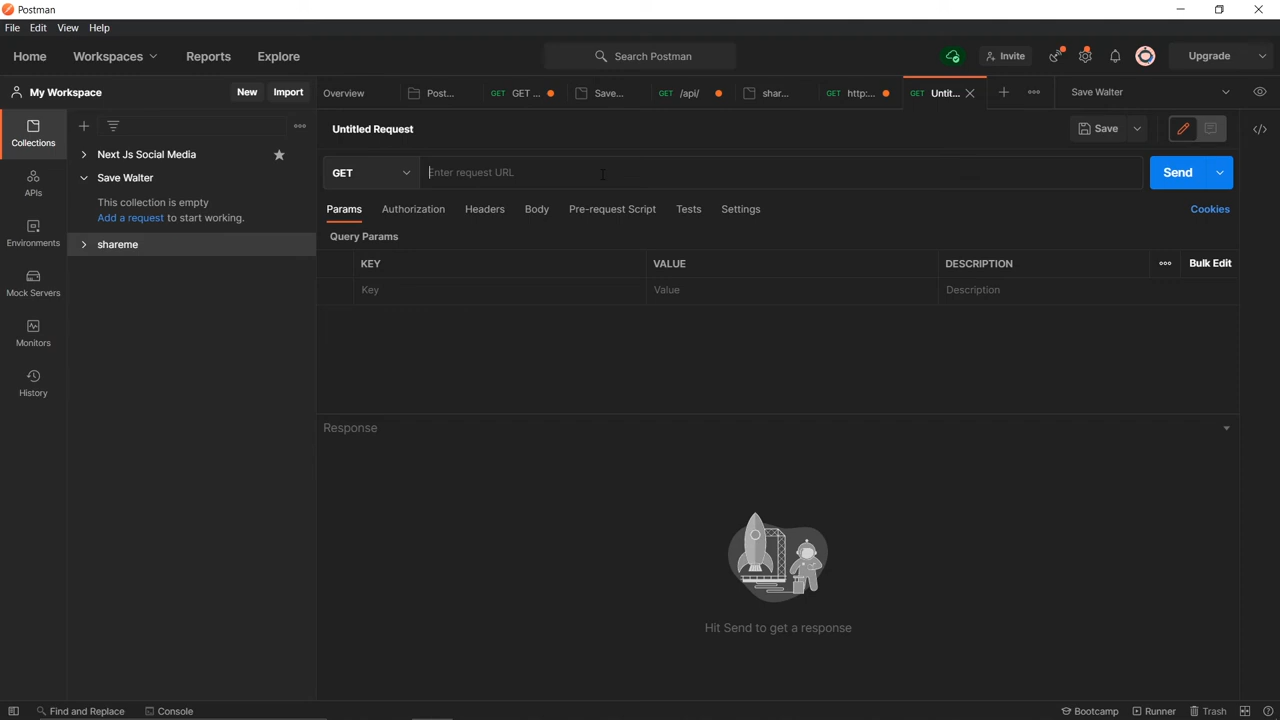 Postman
File Edit View Help
Home Workspaces Reports Explore Search Postman Invite Upgrade
My Workspace New Import Overview Post... GET GET ... Save... GET /api/ shar... GET http:... GET Untit... Save Walter
Collections
APIs
Environments
Mock Servers
Monitors
History
Next Js Social Media
Save Walter
This collection is empty
Add a request to start working.
shareme
Untitled Request Save
GET Enter request URL Send
Params Authorization Headers Body Pre-request Script Tests Settings Cookies
Query Params
KEY VALUE DESCRIPTION Bulk Edit
Key Value Description
Response
Hit Send to get a response
Find and Replace Console Bootcamp Runner Trash